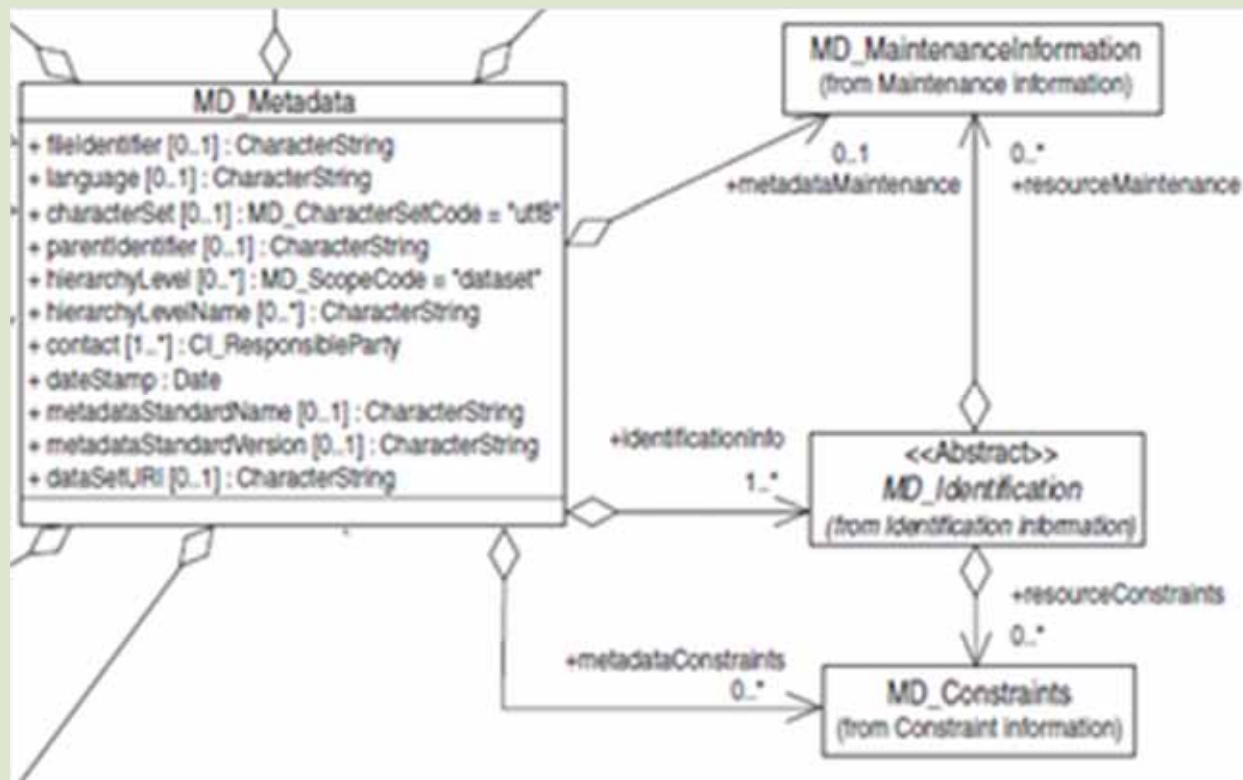 MD_Metadata
+ fileIdentifier [0..1] : CharacterString
+ language [0..1] : CharacterString
+ characterSet [0..1] : MD_CharacterSetCode = "utf8"
+ parentIdentifier [0..1] : CharacterString
+ hierarchyLevel [0..*] : MD_ScopeCode = "dataset"
+ hierarchyLevelName [0..*] : CharacterString
+ contact [1..*] : CI_ResponsibleParty
+ dateStamp : Date
+ metadataStandardName [0..1] : CharacterString
+ metadataStandardVersion [0..1] : CharacterString
+ dataSetURI [0..1] : CharacterString
MD_MaintenanceInformation
(from Maintenance information)
0..1
+metadataMaintenance
0..*
+resourceMaintenance
+identificationInfo
1..*
<<Abstract>>
MD_Identification
(from Identification information)
+resourceConstraints
0..*
+metadataConstraints
0..*
MD_Constraints
(from Constraint information)